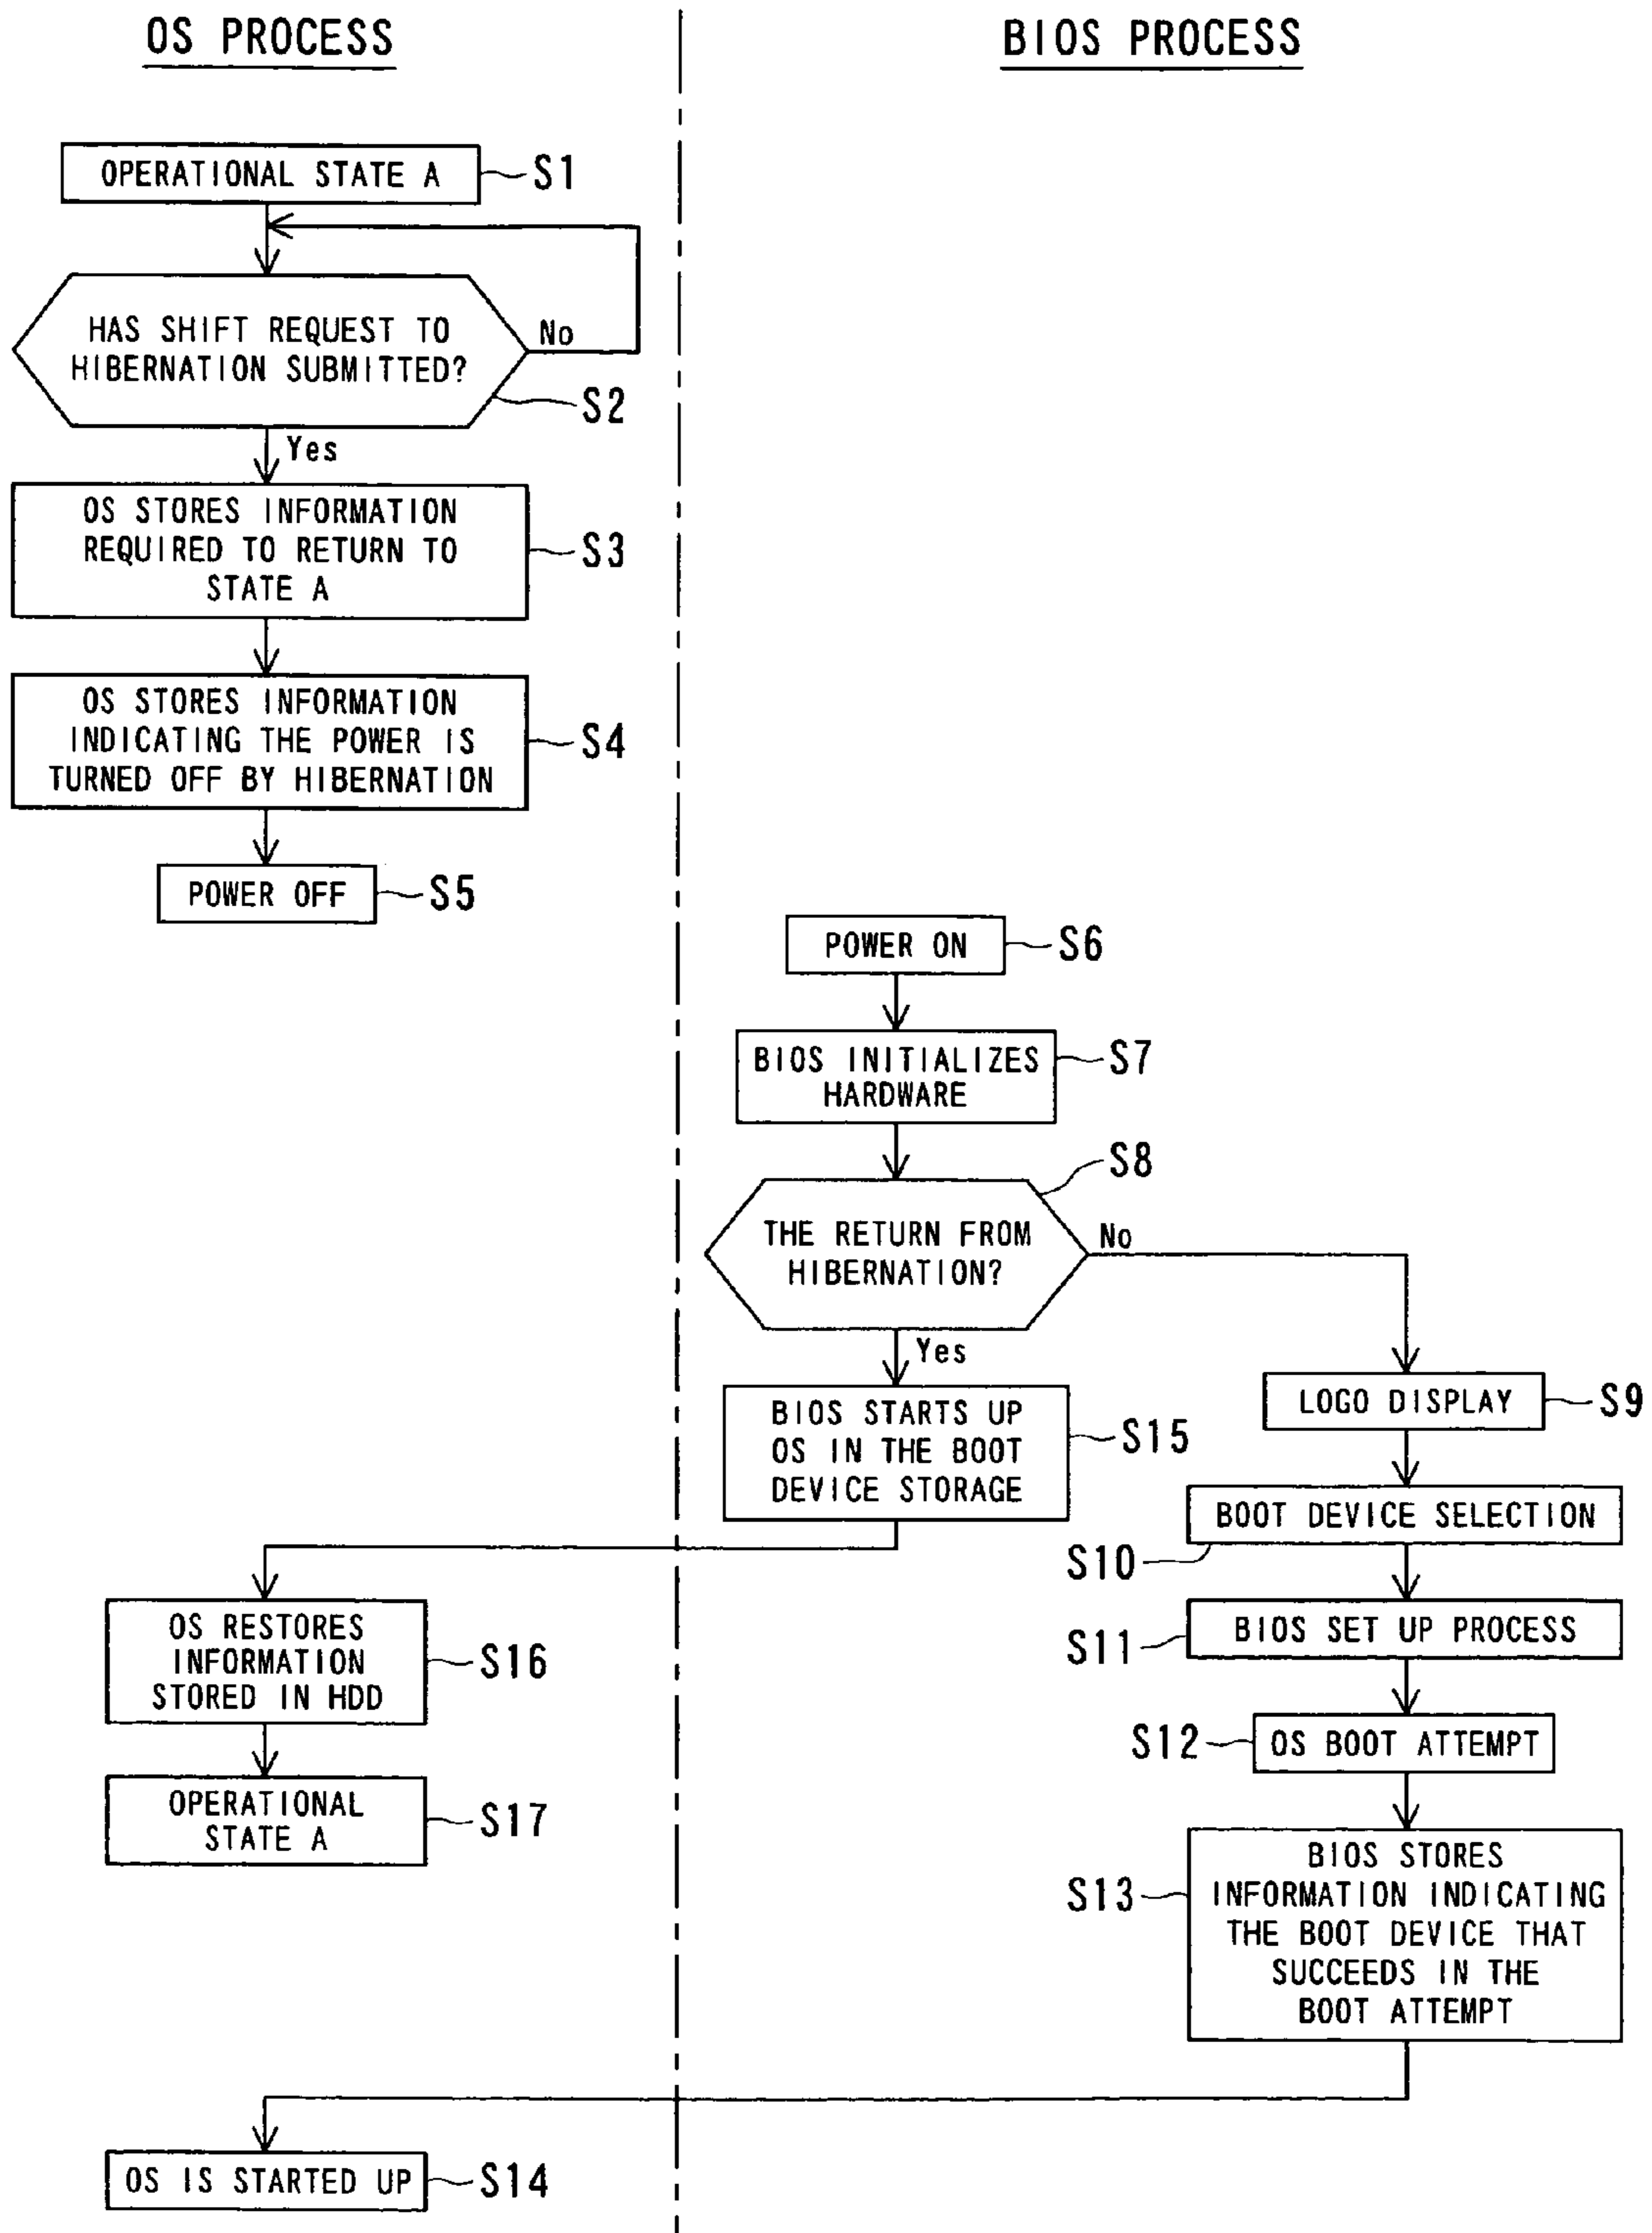 OS PROCESS
BIOS PROCESS
OPERATIONAL STATE A
S1
HAS SHIFT REQUEST TO
HIBERNATION SUBMITTED?
No
S2
Yes
OS STORES INFORMATION
REQUIRED TO RETURN TO
STATE A
S3
OS STORES INFORMATION
INDICATING THE POWER IS
TURNED OFF BY HIBERNATION
S4
POWER OFF
S5
POWER ON
S6
BIOS INITIALIZES
HARDWARE
S7
S8
THE RETURN FROM
HIBERNATION?
No
Yes
BIOS STARTS UP
OS IN THE BOOT
DEVICE STORAGE
S15
LOGO DISPLAY
S9
BOOT DEVICE SELECTION
S10
BIOS SET UP PROCESS
S11
OS RESTORES
INFORMATION
STORED IN HDD
S16
S12
OS BOOT ATTEMPT
OPERATIONAL
STATE A
S17
BIOS STORES
INFORMATION INDICATING
THE BOOT DEVICE THAT
SUCCEEDS IN THE
BOOT ATTEMPT
S13
OS IS STARTED UP
S14